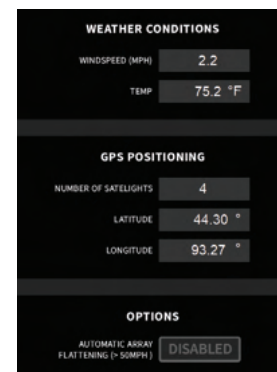 WEATHER CONDITIONS
WINDSPEED (MPH) 2.2
TEMP 75.2 °F
GPS POSITIONING
NUMBER OF SATELIGHTS 4
LATITUDE 44.30 °
LONGITUDE 93.27 °
OPTIONS
AUTOMATIC ARRAY
FLATTENING (> 50MPH ) DISABLED